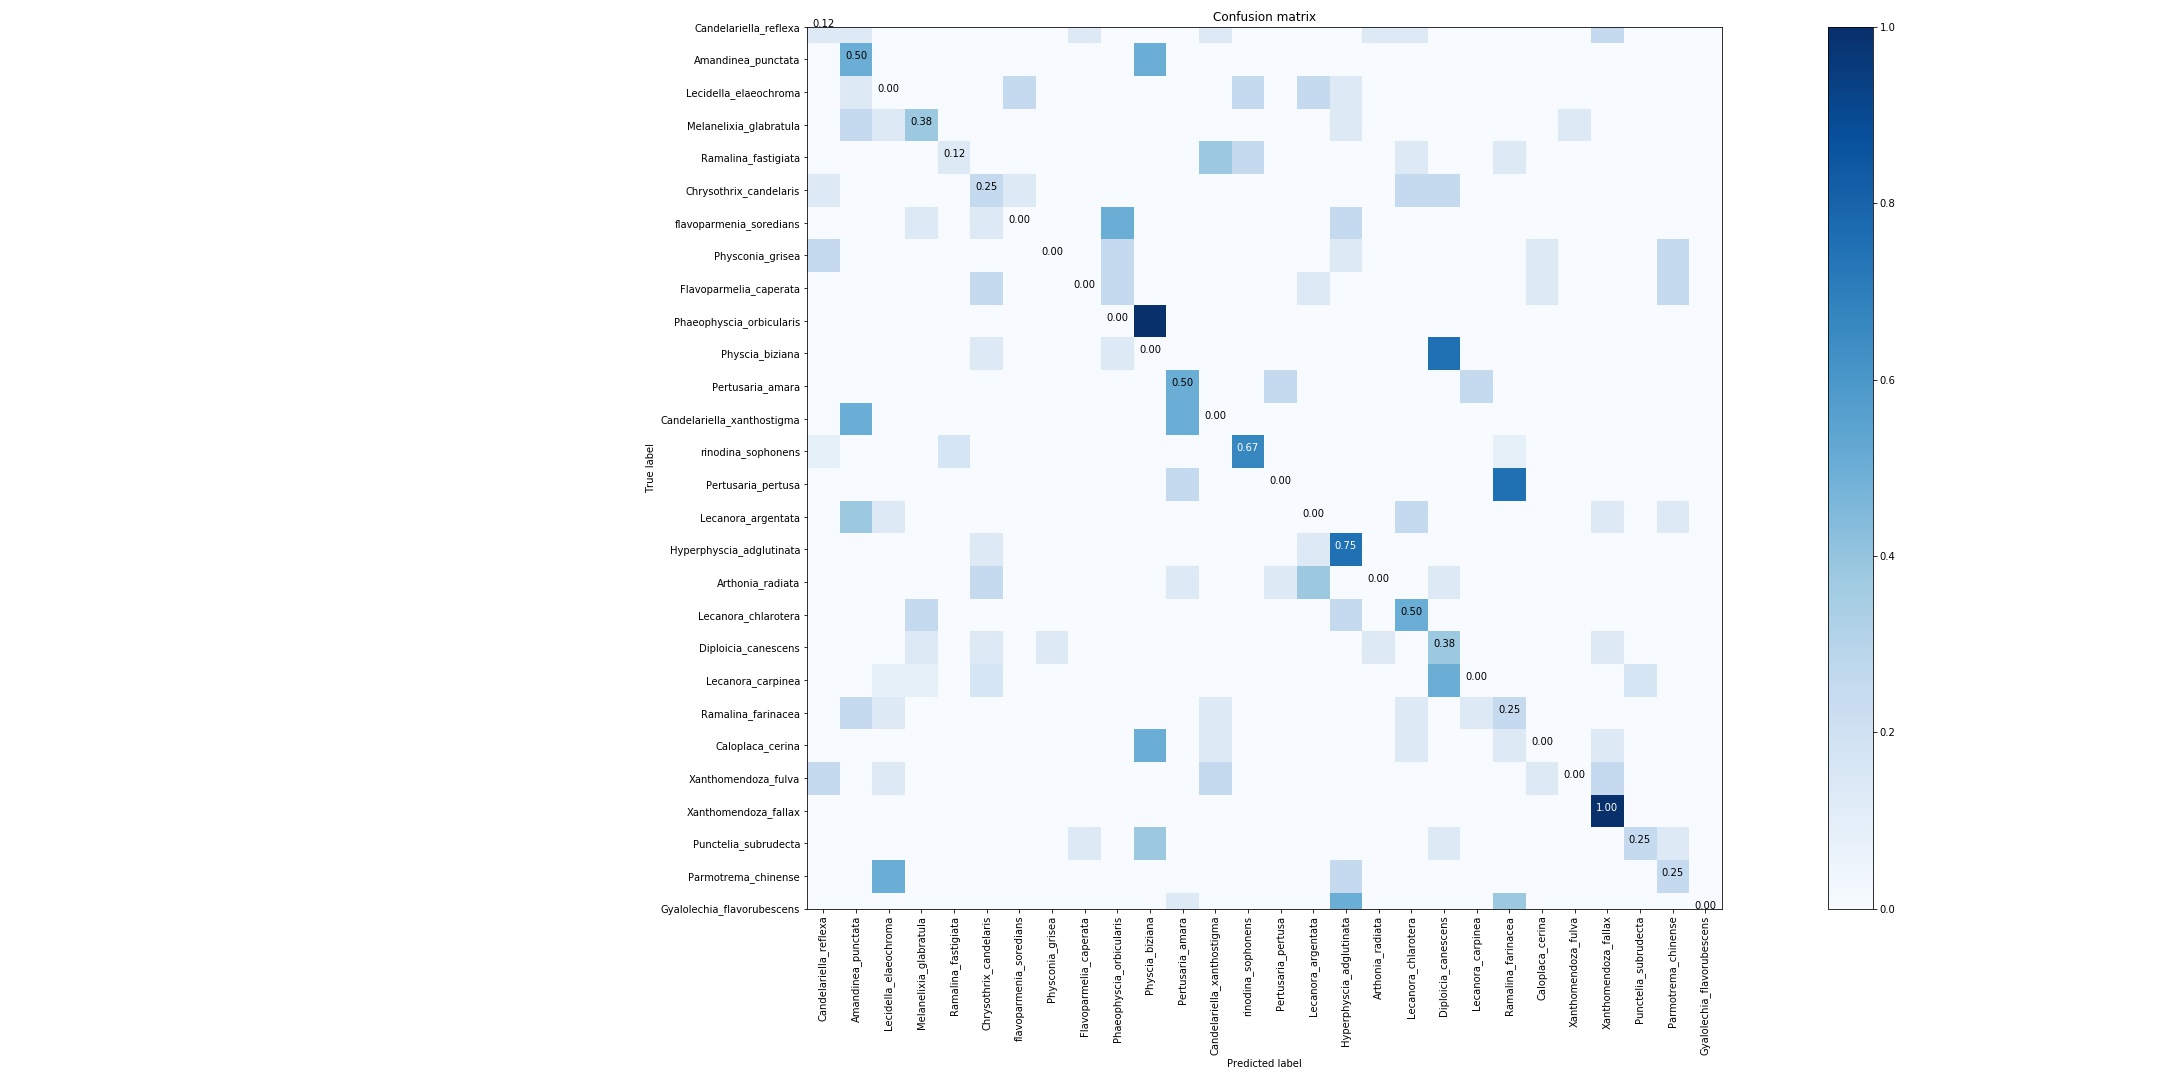 Confusion matrix
Candelariella_reflexa
0.12
1.0
Amandinea_punctata
0.50
Lecidella_elaeochroma
0.00
Melanelixia_glabratula
0.38
Ramalina_fastigiata
0.12
Chrysothrix_candelaris
0.25
0.8
flavoparmenia_soredians
0.00
Physconia_grisea
0.00
Flavoparmelia_caperata
0.00
Phaeophyscia_orbicularis
0.00
Physcia_biziana
0.00
0.6
Pertusaria_amara
0.50
Candelariella_xanthostigma
0.00
rinodina_sophonens
0.67
True label
Pertusaria_pertusa
0.00
Lecanora_argentata
0.00
Hyperphyscia_adglutinata
0.75
0.4
Arthonia_radiata
0.00
Lecanora_chlarotera
0.50
Diploicia_canescens
0.38
Lecanora_carpinea
0.00
Ramalina_farinacea
0.25
0.2
Caloplaca_cerina
0.00
Xanthomendoza_fulva
0.00
Xanthomendoza_fallax
1.00
Punctelia_subrudecta
0.25
Parmotrema_chinense
0.25
Gyalolechia_flavorubescens
0.00
0.0
Candelariella_reflexa
Amandinea_punctata
Lecidella_elaeochroma
Melanelixia_glabratula
Ramalina_fastigiata
Chrysothrix_candelaris
flavoparmenia_soredians
Physconia_grisea
Flavoparmelia_caperata
Phaeophyscia_orbicularis
Physcia_biziana
Pertusaria_amara
Candelariella_xanthostigma
rinodina_sophonens
Pertusaria_pertusa
Lecanora_argentata
Hyperphyscia_adglutinata
Arthonia_radiata
Lecanora_chlarotera
Diploicia_canescens
Lecanora_carpinea
Ramalina_farinacea
Caloplaca_cerina
Xanthomendoza_fulva
Xanthomendoza_fallax
Punctelia_subrudecta
Parmotrema_chinense
Gyalolechia_flavorubescens
Predicted label